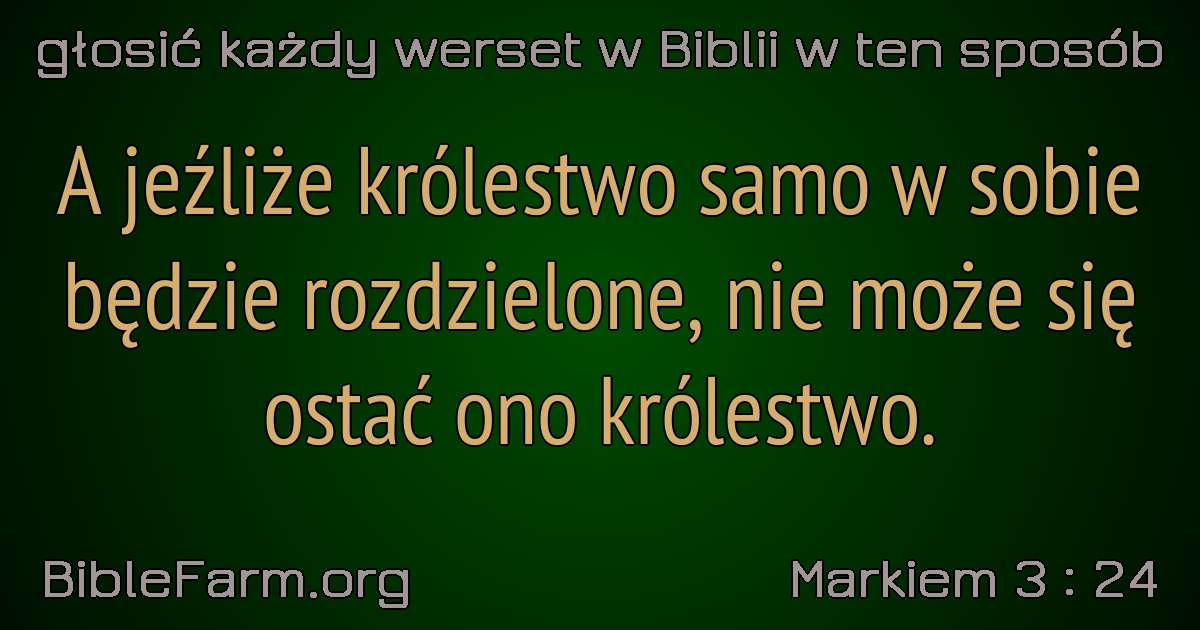 głosić każdy werset w Biblii w ten sposób
A jeźliże królestwo samo w sobie
będzie rozdzielone, nie może się
ostać ono królestwo.
BibleFarm.org
Markiem 3 : 24